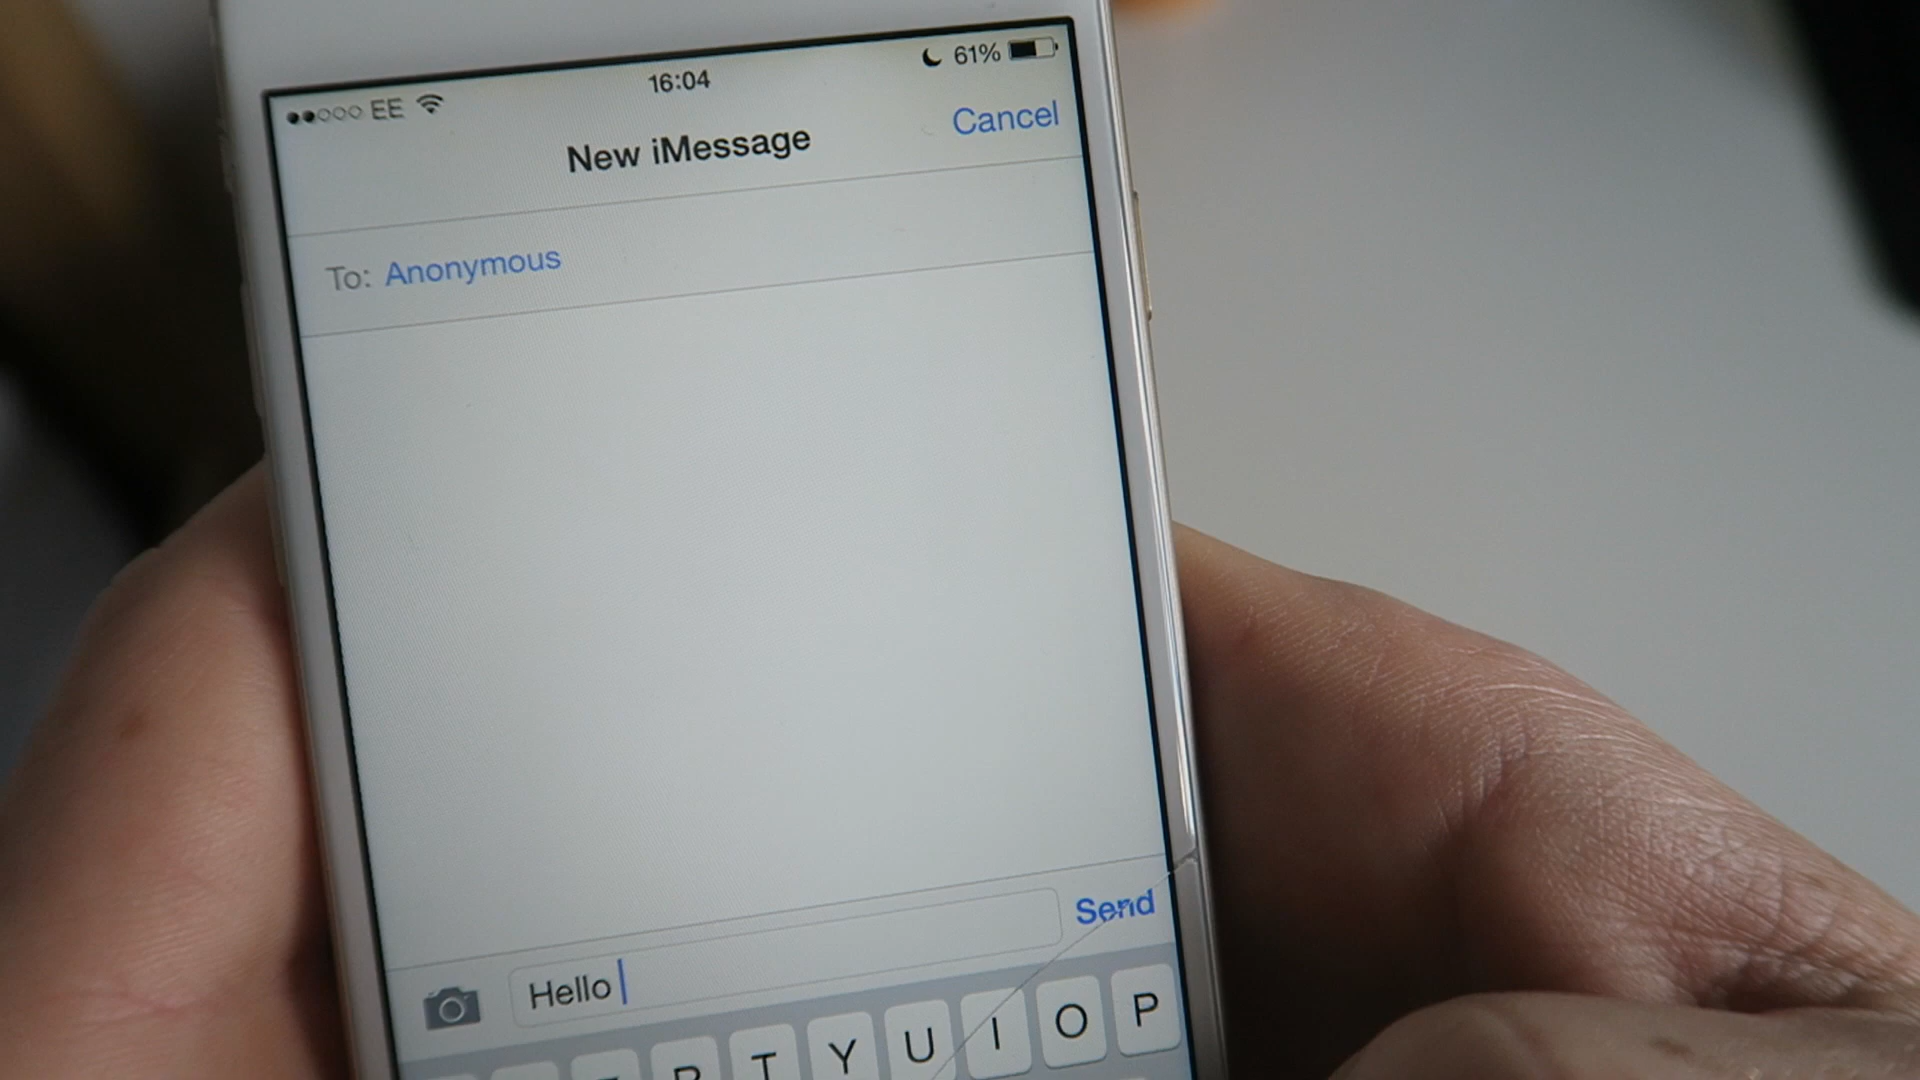 EE 16:04 61%
New iMessage Cancel
To: Anonymous
Send
Hello
R T Y U I O P